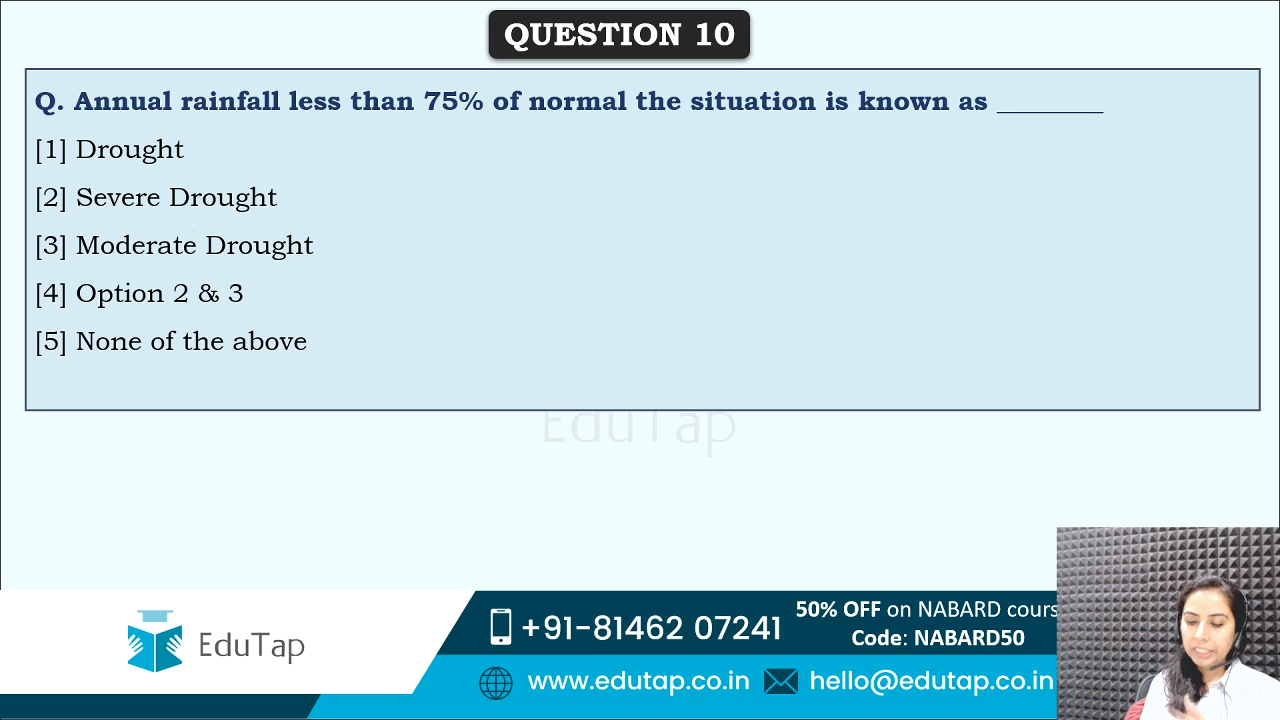 QUESTION 10
Q. Annual rainfall less than 75% of normal the situation is known as ________
[1] Drought
[2] Severe Drought
[3] Moderate Drought
[4] Option 2 & 3
[5] None of the above
EduTap
EduTap
+91-81462 07241
50% OFF on NABARD cours
Code: NABARD50
www.edutap.co.in
hello@edutap.co.in